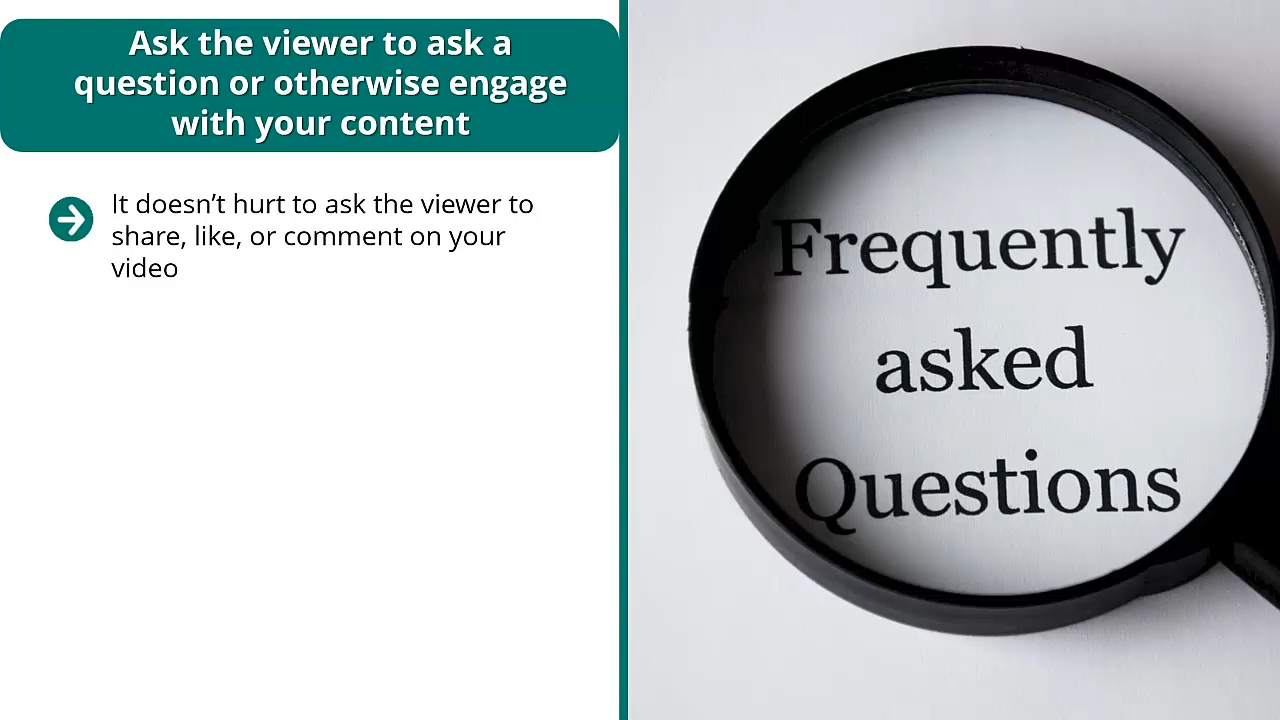 Ask the viewer to ask a
question or otherwise engage
with your content
It doesn’t hurt to ask the viewer to
share, like, or comment on your
video
Frequently
asked
Questions